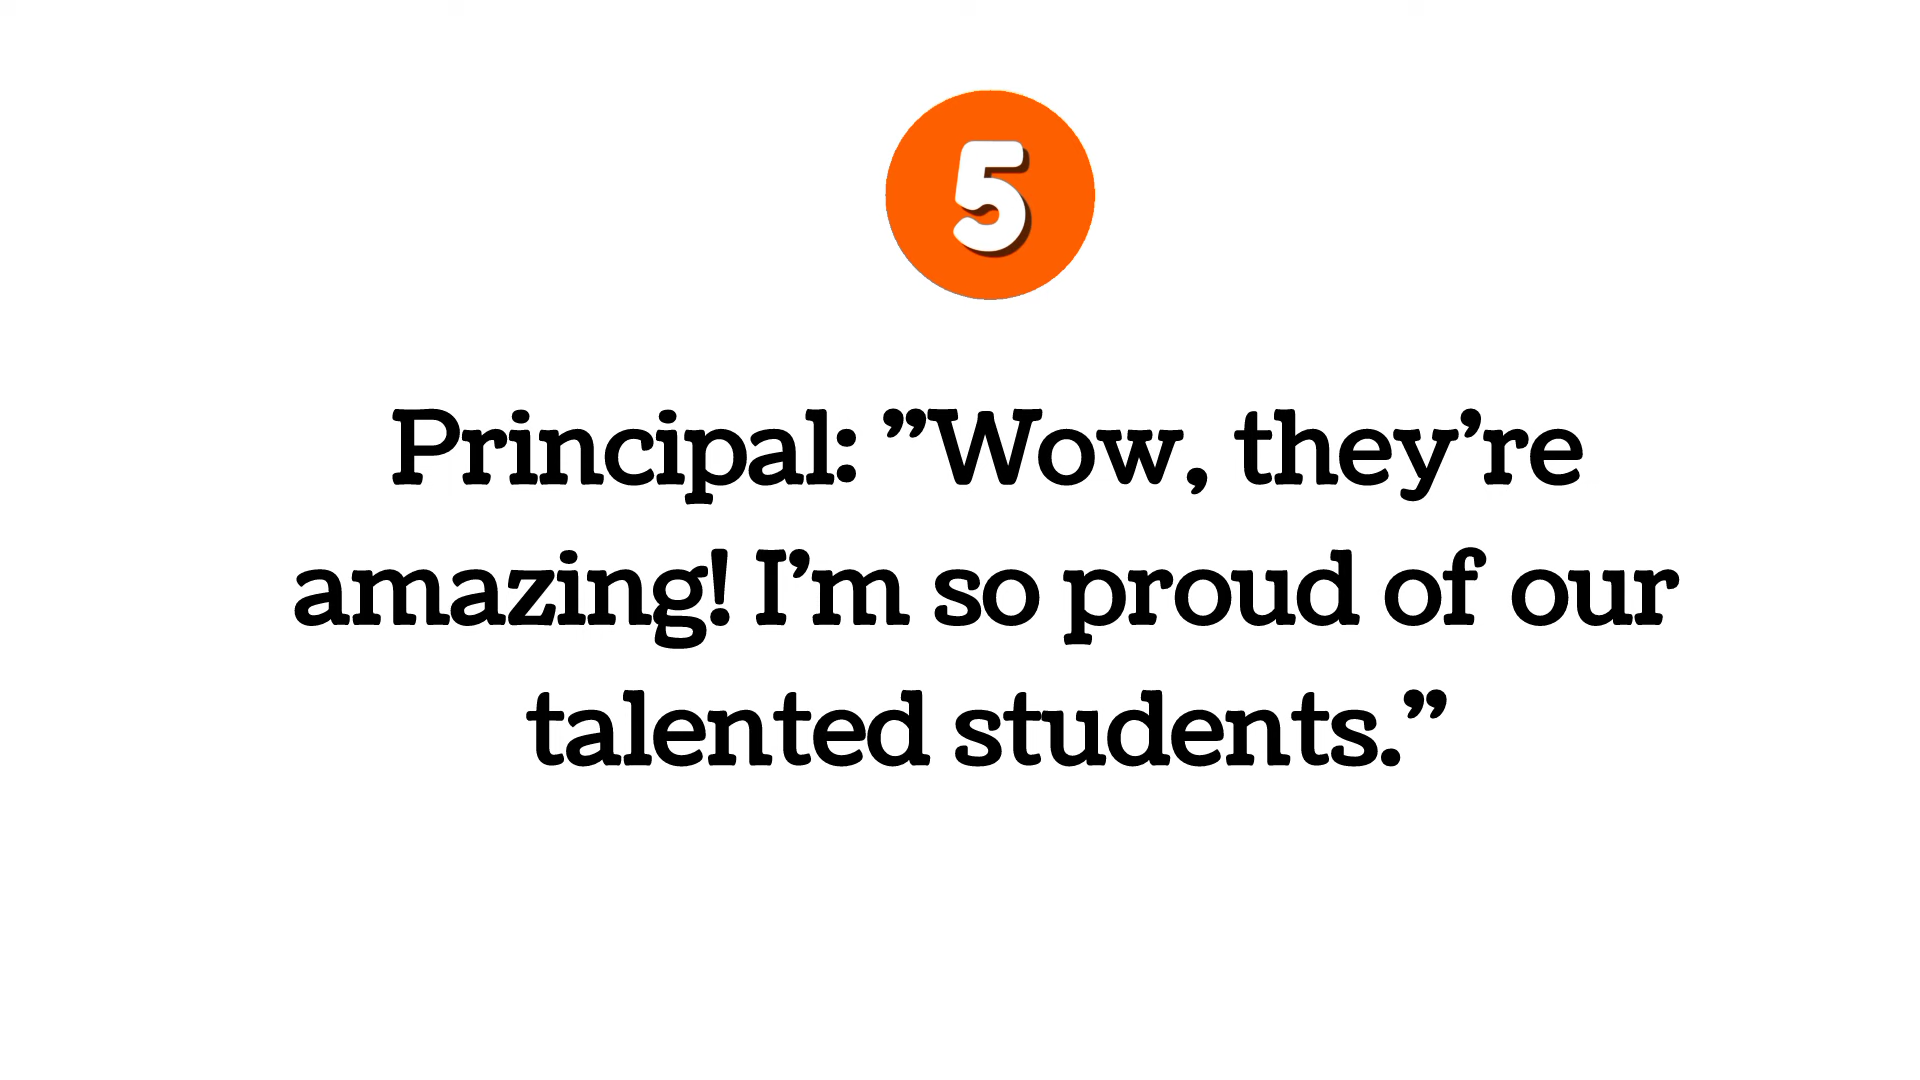 5
Principal: ”Wow, they’re
amazing! I’m so proud of our
talented students.”